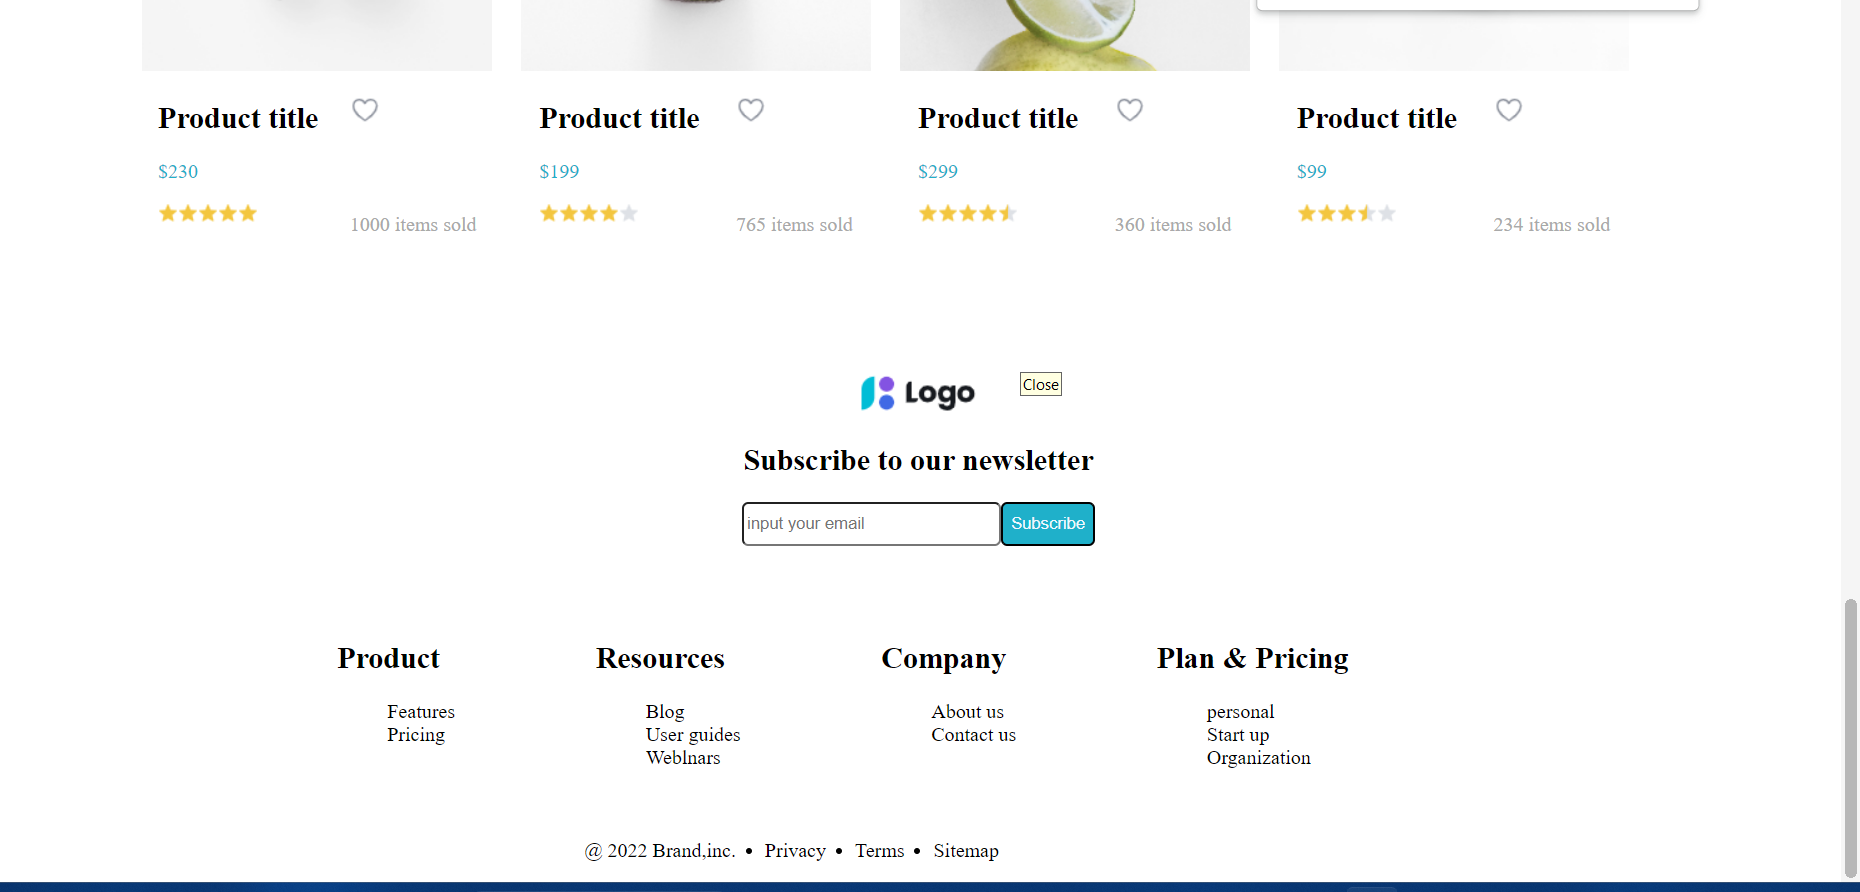 Product title
Product title
Product title
Product title
$230
$199
$299
$99
1000 items sold
765 items sold
360 items sold
234 items sold
Logo
Close
Subscribe to our newsletter
input your email
Subscribe
Product
Resources
Company
Plan & Pricing
Features
Blog
About us
personal
Pricing
User guides
Contact us
Start up
Weblnars
Organization
@ 2022 Brand,inc. • Privacy • Terms • Sitemap